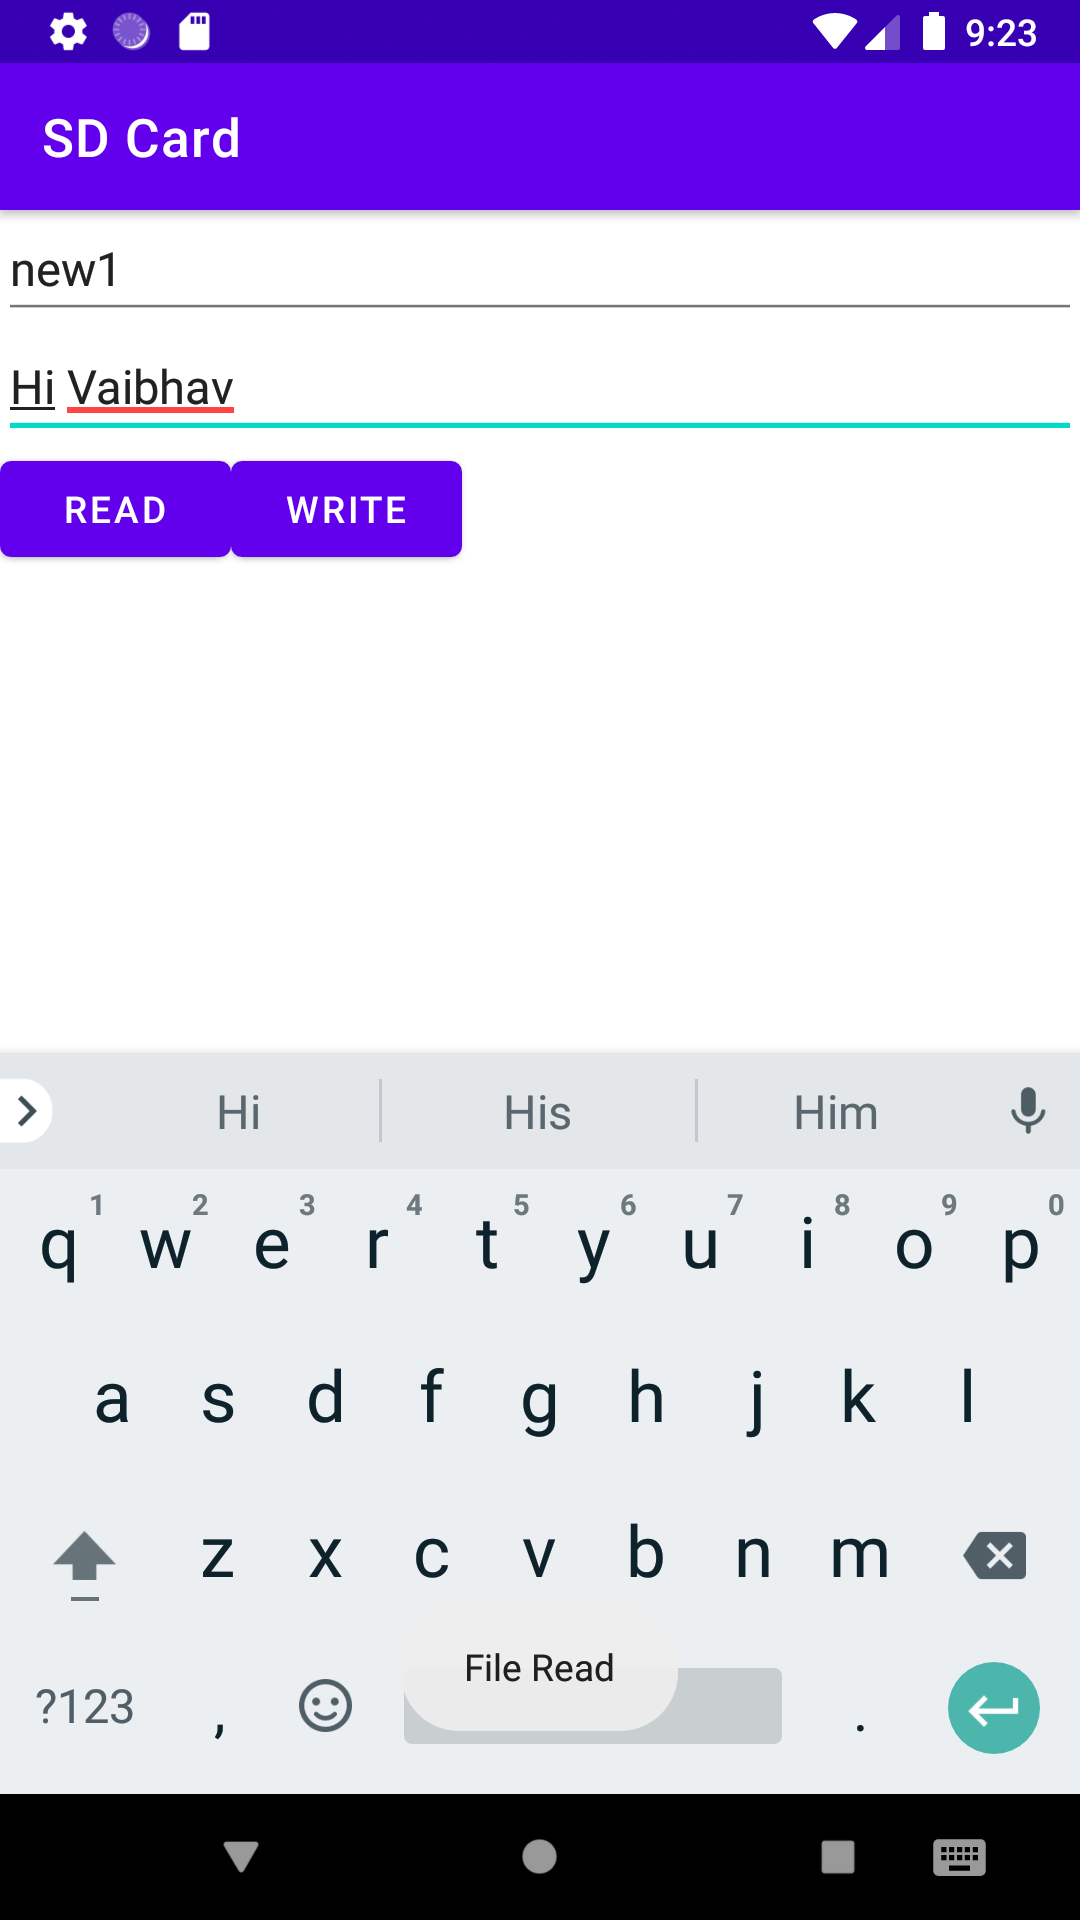 9:23
SD Card
new1
Hi Vaibhav
READ WRITE
Hi His Him
1 2 3 4 5 6 7 8 9 0
q w e r t y u i o p
a s d f g h j k l
z x c v b n m
File Read
?123 , .